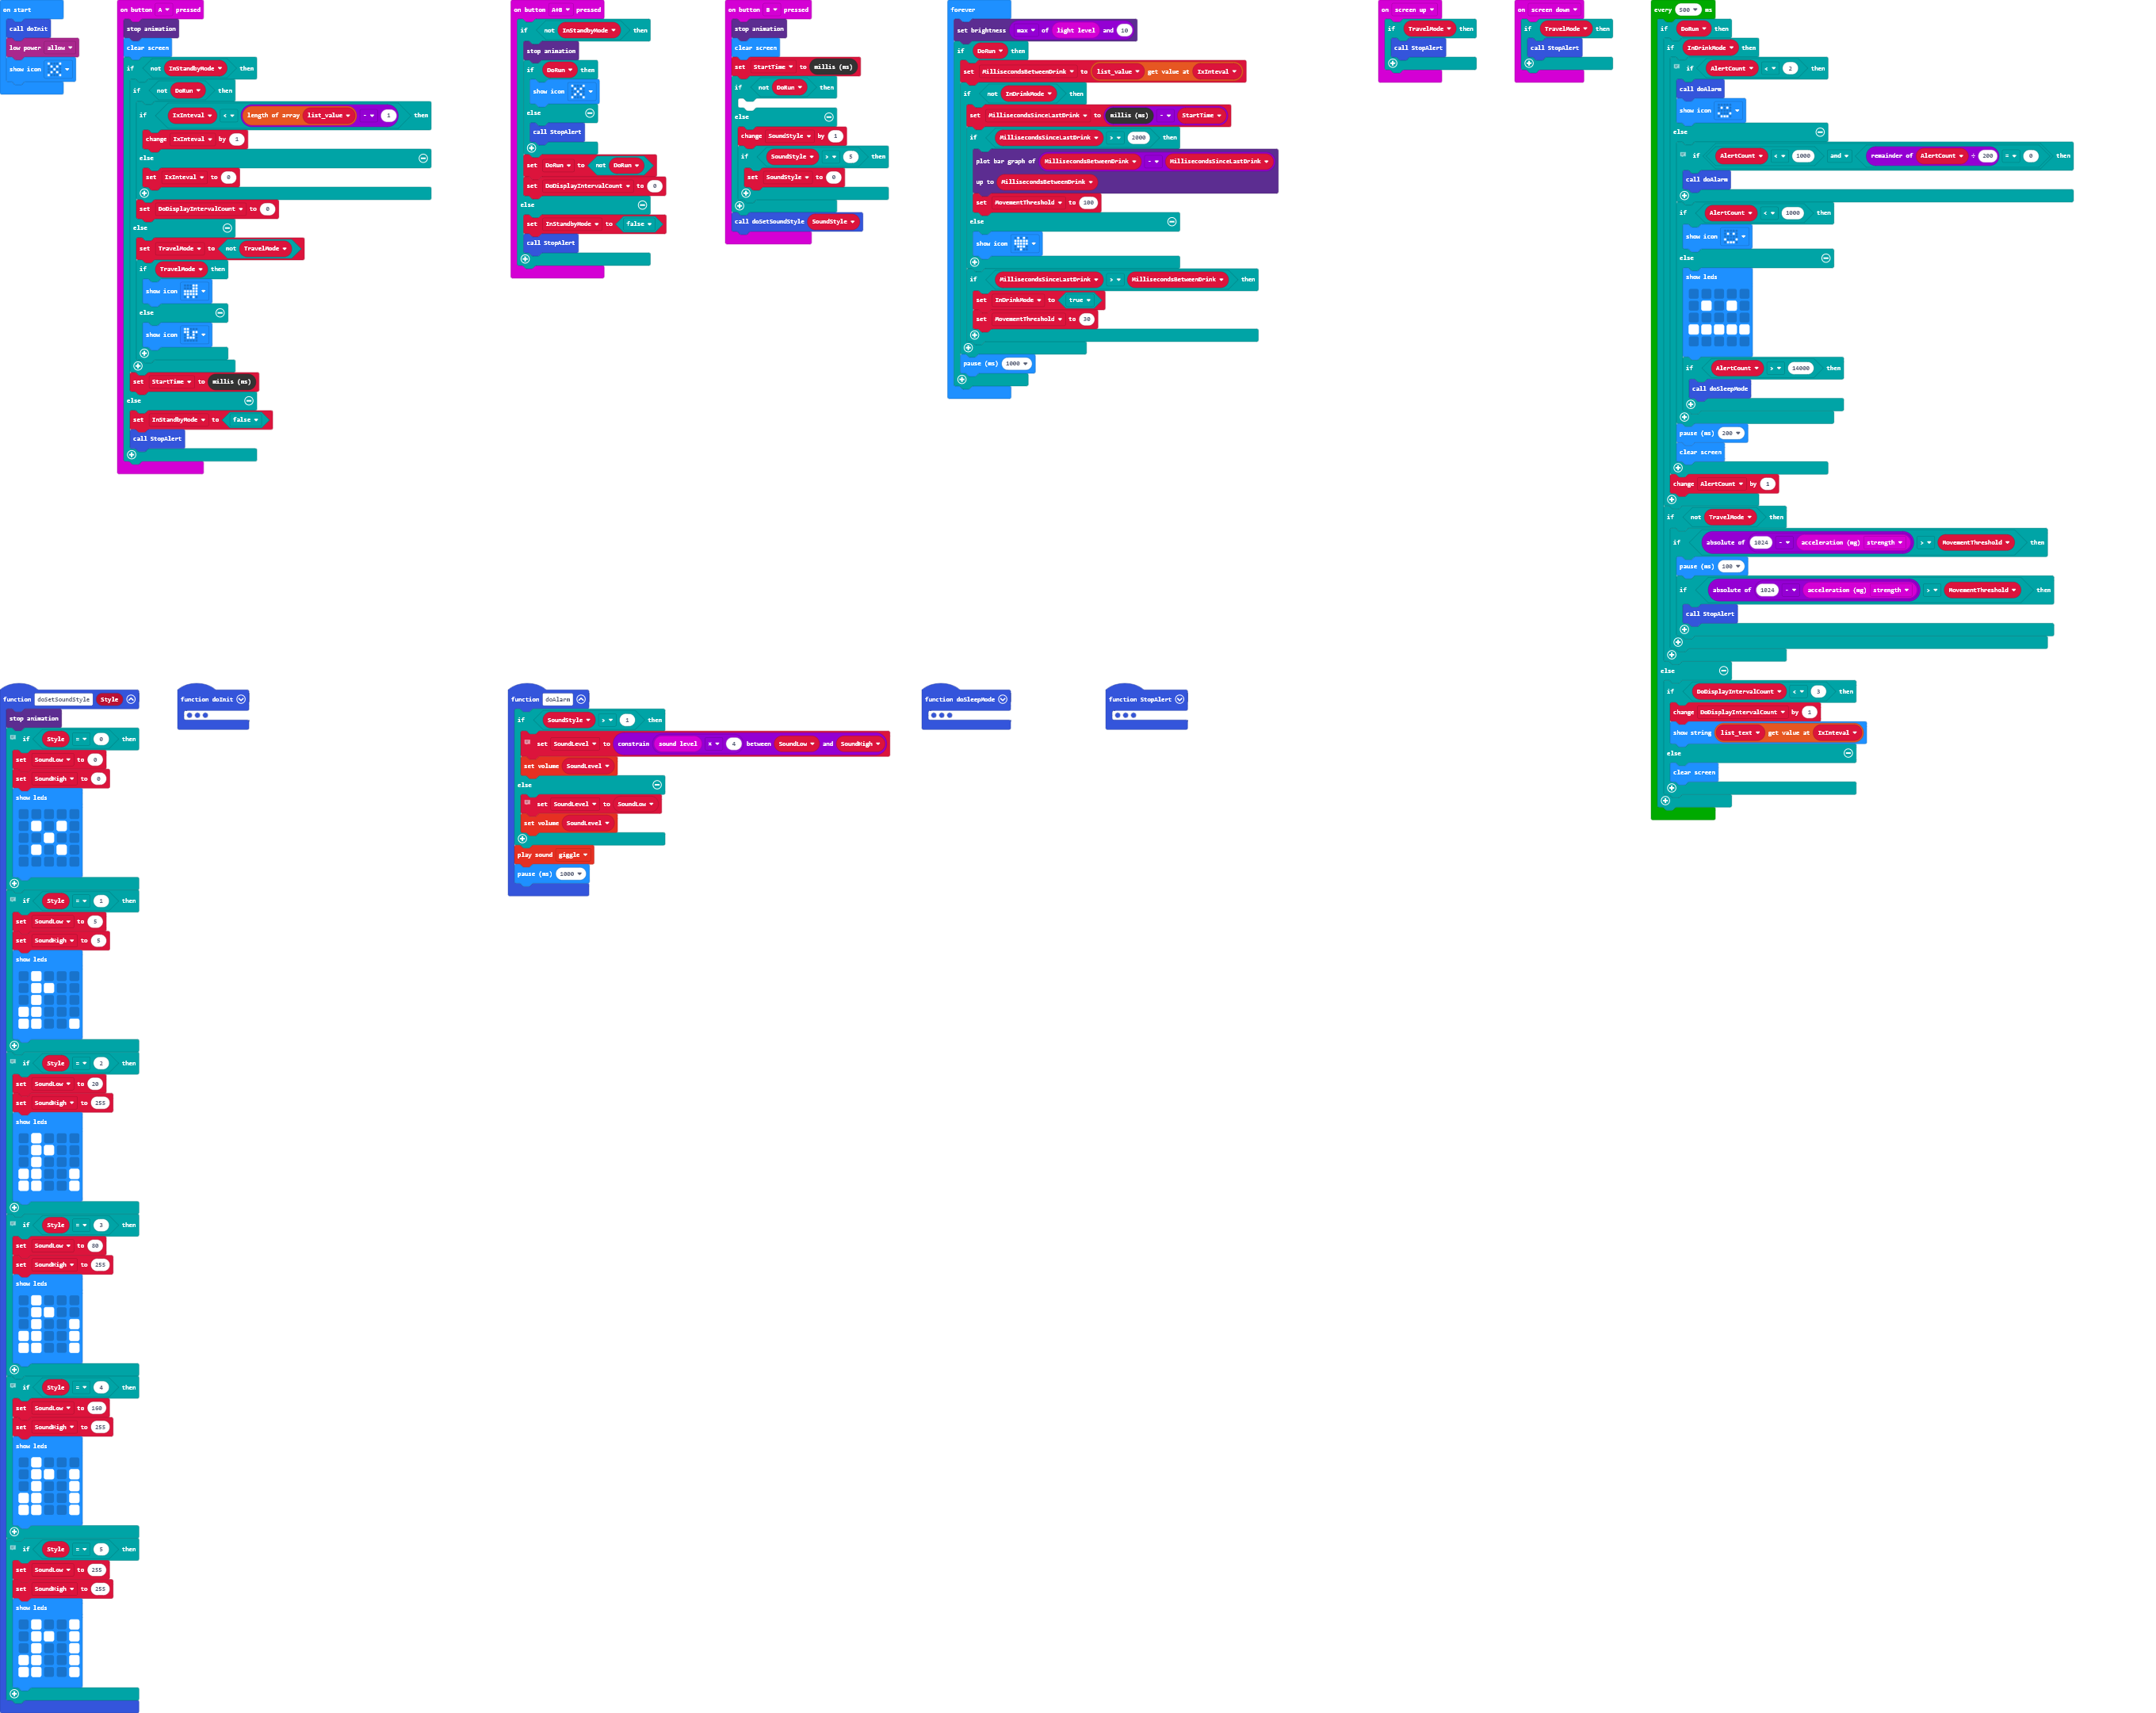 on start
call doInit
low power allow
show icon
on button A pressed
stop animation
clear screen
if not InStandbyMode then
if not DoRun then
if IxInteval < length of array list_value - 1 then
change IxInteval by 1
else
set IxInteval to 0
set DoDisplayIntervalCount to 0
else
set TravelMode to not TravelMode
if TravelMode then
show icon
else
show icon
set StartTime to millis (ms)
else
set InStandbyMode to false
call StopAlert
on button A+B pressed
if not InStandbyMode then
stop animation
if DoRun then
show icon
else
call StopAlert
set DoRun to not DoRun
set DoDisplayIntervalCount to 0
else
set InStandbyMode to false
call StopAlert
on button B pressed
stop animation
clear screen
set StartTime to millis (ms)
if not DoRun then
else
change SoundStyle by 1
if SoundStyle > 5 then
set SoundStyle to 0
call doSetSoundStyle SoundStyle
forever
set brightness max of light level and 10
if DoRun then
set MillisecondsBetweenDrink to list_value get value at IxInteval
if not InDrinkMode then
set MillisecondsSinceLastDrink to millis (ms) - StartTime
if MillisecondsSinceLastDrink > 2000 then
plot bar graph of MillisecondsBetweenDrink - MillisecondsSinceLastDrink
up to MillisecondsBetweenDrink
set MovementThreshold to 100
else
show icon
if MillisecondsSinceLastDrink > MillisecondsBetweenDrink then
set InDrinkMode to true
set MovementThreshold to 30
pause (ms) 1000
on screen up
if TravelMode then
call StopAlert
on screen down
if TravelMode then
call StopAlert
every 500 ms
if DoRun then
if InDrinkMode then
if AlertCount < 2 then
call doAlarm
show icon
else
if AlertCount < 1000 and remainder of AlertCount ÷ 200 = 0 then
call doAlarm
if AlertCount < 1000 then
show icon
else
show leds
if AlertCount > 14000 then
call doSleepMode
pause (ms) 200
clear screen
change AlertCount by 1
if not TravelMode then
if absolute of 1024 - acceleration (mg) strength > MovementThreshold then
pause (ms) 100
if absolute of 1024 - acceleration (mg) strength > MovementThreshold then
call StopAlert
else
if DoDisplayIntervalCount < 3 then
change DoDisplayIntervalCount by 1
show string list_text get value at IxInteval
else
clear screen
function doSetSoundStyle Style
stop animation
if Style = 0 then
set SoundLow to 0
set SoundHigh to 0
show leds
if Style = 1 then
set SoundLow to 5
set SoundHigh to 5
show leds
if Style = 2 then
set SoundLow to 20
set SoundHigh to 255
show leds
if Style = 3 then
set SoundLow to 80
set SoundHigh to 255
show leds
if Style = 4 then
set SoundLow to 160
set SoundHigh to 255
show leds
if Style = 5 then
set SoundLow to 255
set SoundHigh to 255
show leds
function doInit
function doAlarm
if SoundStyle > 1 then
set SoundLevel to constrain sound level x 4 between SoundLow and SoundHigh
set volume SoundLevel
else
set SoundLevel to SoundLow
set volume SoundLevel
play sound giggle
pause (ms) 1000
function doSleepMode
function StopAlert